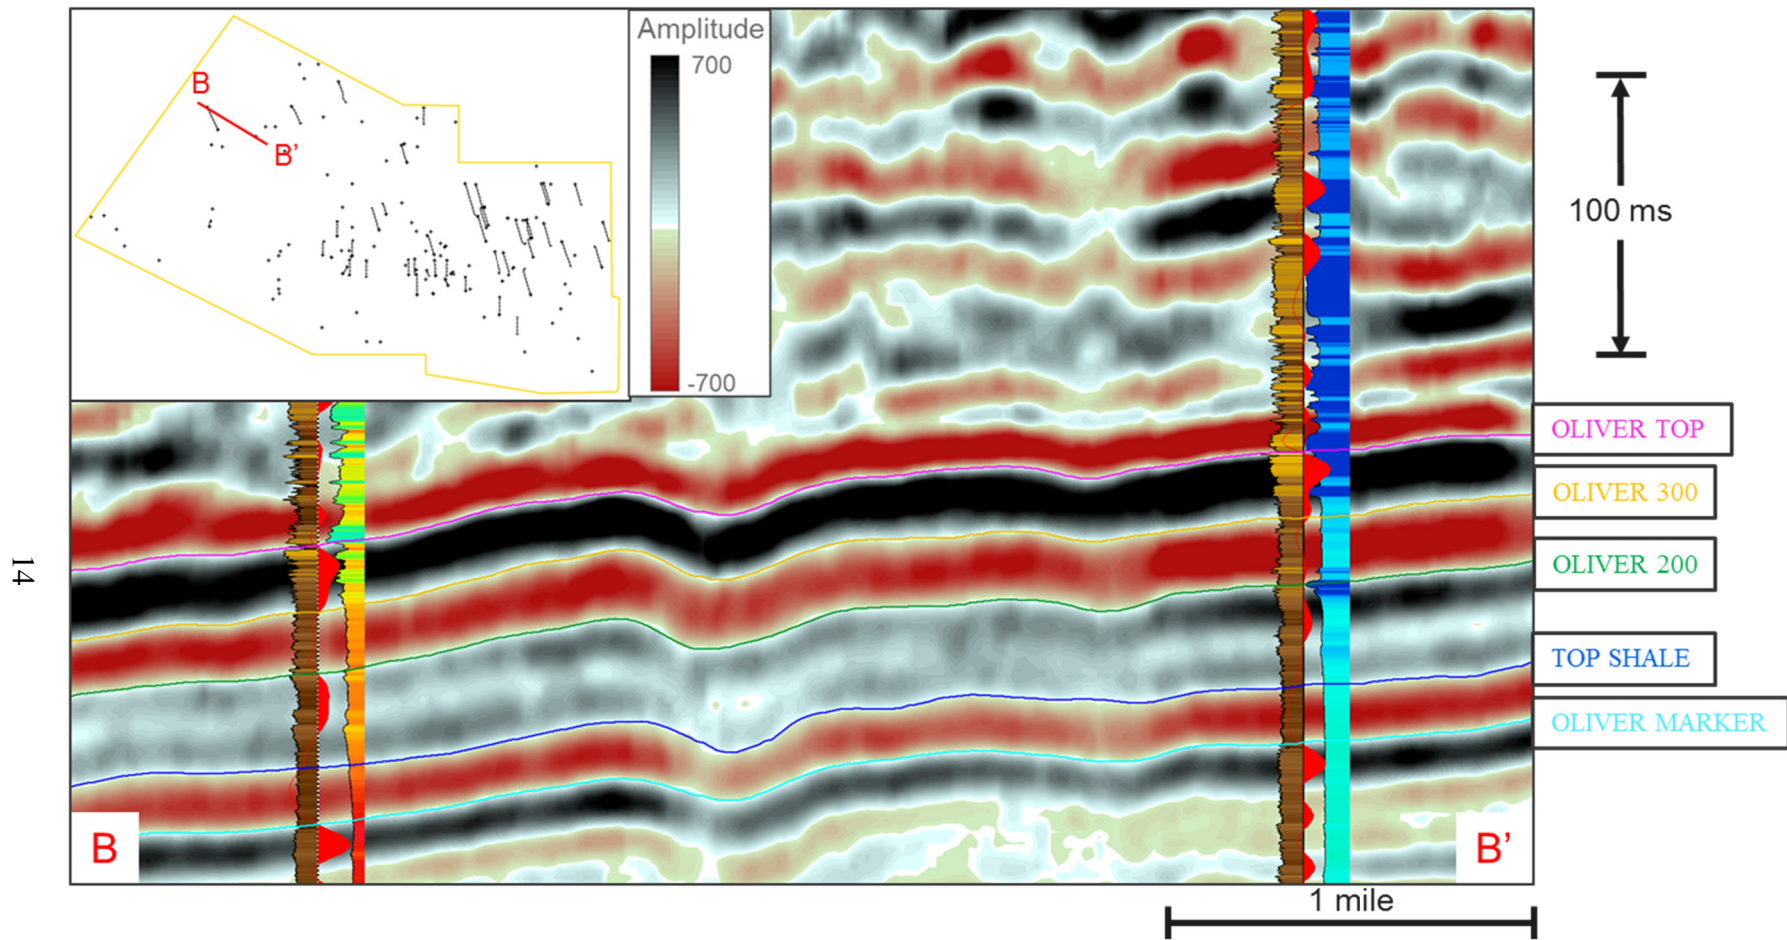 Amplitude
700
-700
B
B'
100 ms
OLIVER TOP
OLIVER 300
OLIVER 200
TOP SHALE
OLIVER MARKER
14
B
B'
1 mile